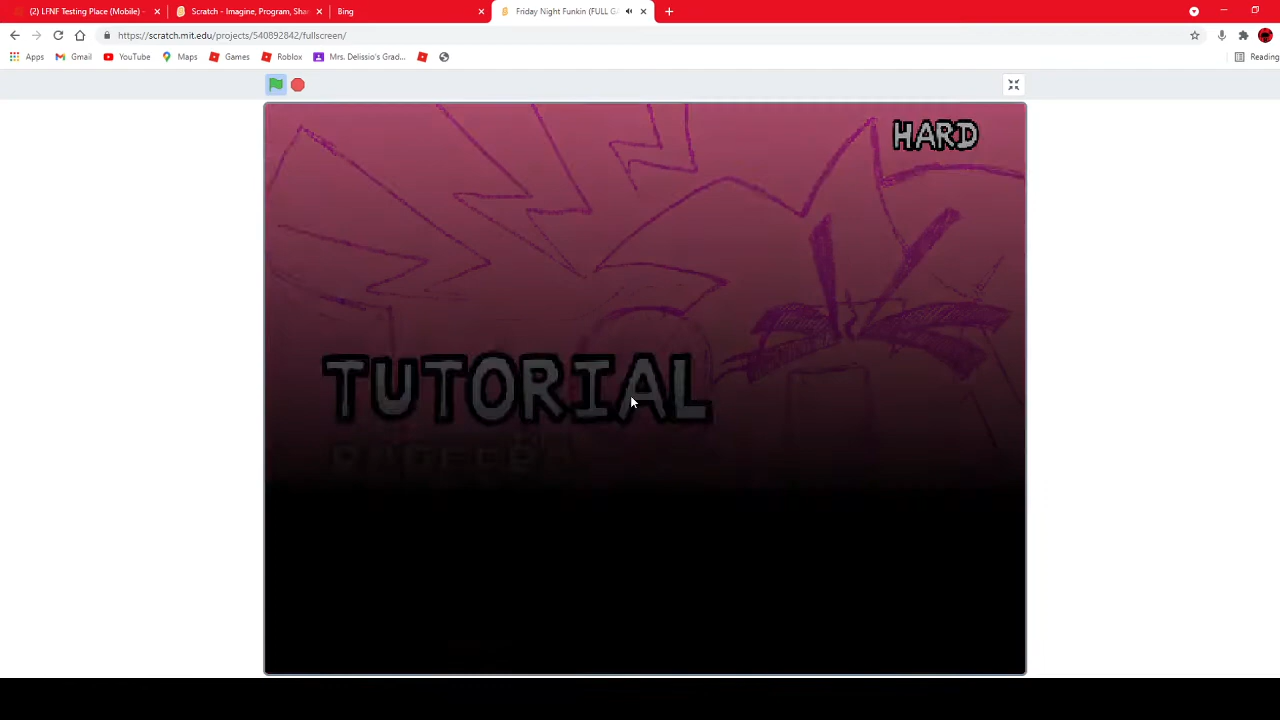 (2) LFNF Testing Place (Mobile) -
Scratch - Imagine, Program, Shar
Bing
Friday Night Funkin (FULL G
https://scratch.mit.edu/projects/540892842/fullscreen/
Apps
Gmail
YouTube
Maps
Games
Roblox
Mrs. Delissio's Grad...
Reading
HARD
TUTORIAL